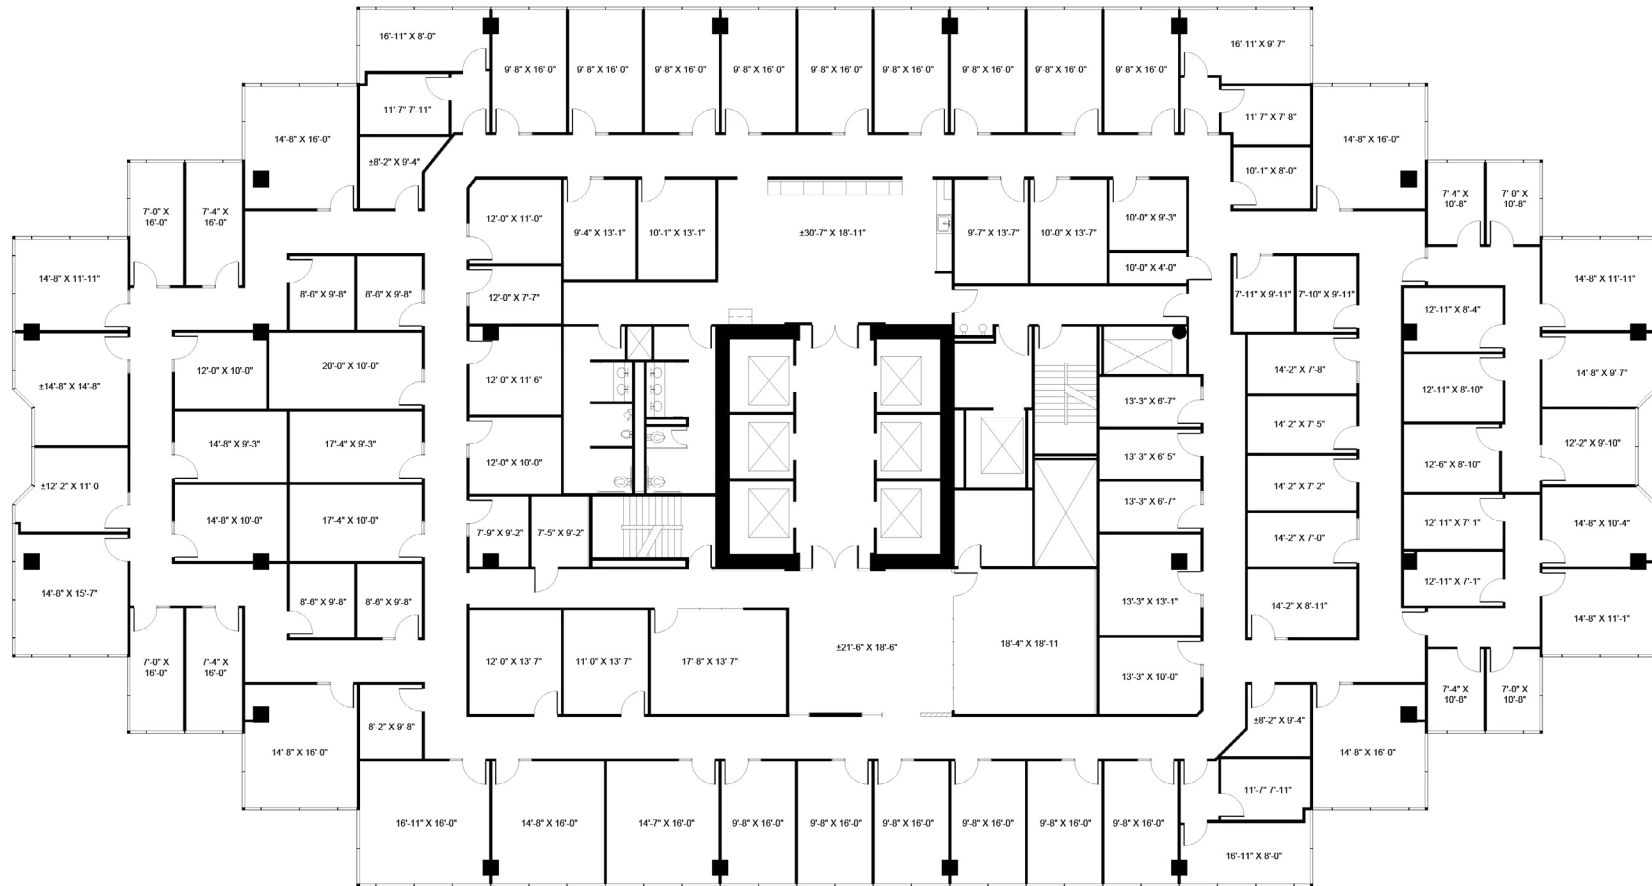 16'-11" X 8'-0"
9' 8" X 16' 0"
9' 8" X 16' 0"
9' 8" X 16' 0"
9' 8" X 16' 0"
9' 8" X 16' 0"
9' 8" X 16' 0"
9' 8" X 16' 0"
9' 8" X 16' 0"
9' 8" X 16' 0"
16' 11' X 9' 7"
11' 7" 7' 11"
11' 7" X 7' 8"
14'-8" X 16'-0"
14'-8" X 16'-0"
±8'-2" X 9'-4"
10'-1" X 8'-0"
7'-0" X
16'-0"
7'-4" X
16'-0"
7'-4" X
10'-8"
7' 0" X
10'-8"
12'-0" X 11'-0"
9'-4" X 13'-1"
10'-1" X 13'-1"
±30'-7" X 18'-11"
9'-7" X 13'-7"
10'-0" X 13'-7"
10'-0" X 9'-3"
10'-0" X 4'-0"
14'-8" X 11'-11"
8'-6" X 9'-8"
8'-6" X 9'-8"
12'-0" X 7'-7"
7'-11" X 9'-11"
7'-10" X 9'-11"
12'-11" X 8'-4"
14'-8" X 11'-11"
±14'-8" X 14'-8"
12'-0" X 10'-0"
20'-0" X 10'-0"
12' 0" X 11' 6"
14'-2" X 7'-8"
14' 8" X 9' 7"
13'-3" X 6'-7"
12'-11" X 8'-10"
14'-8" X 9'-3"
17'-4" X 9'-3"
12'-0" X 10'-0"
13' 3" X 6' 5"
14' 2" X 7' 5"
12'-6" X 8'-10"
12'-2" X 9'-10"
±12' 2" X 11' 0
14'-8" X 10'-0"
17'-4" X 10'-0"
7'-9" X 9'-2"
7'-5" X 9'-2"
13'-3" X 6'-7"
14' 2" X 7' 2"
14'-2" X 7'-0"
12' 11" X 7' 1"
14'-8" X 10'-4"
14'-8" X 15'-7"
8'-6" X 9'-8"
8'-6" X 9'-8"
13'-3" X 13'-1"
14'-2" X 8'-11"
12'-11" X 7'-1"
14'-8" X 11'-1"
7'-0" X
16'-0"
7'-4" X
16'-0"
12' 0" X 13' 7"
11' 0" X 13' 7"
17' 8" X 13' 7"
±21'-6" X 18'-6"
18'-4" X 18'-11
13'-3" X 10'-0"
7'-4" X
10'-8"
7'-0" X
10'-8"
14' 8" X 16' 0"
8' 2" X 9' 8"
±8'-2" X 9'-4"
14' 8" X 16' 0"
11'-7" 7'-11"
16'-11" X 16'-0"
14'-8" X 16'-0"
14'-7" X 16'-0"
9'-8" X 16'-0"
9'-8" X 16'-0"
9'-8" X 16'-0"
9'-8" X 16'-0"
9'-8" X 16'-0"
9'-8" X 16'-0"
16'-11" X 8'-0"